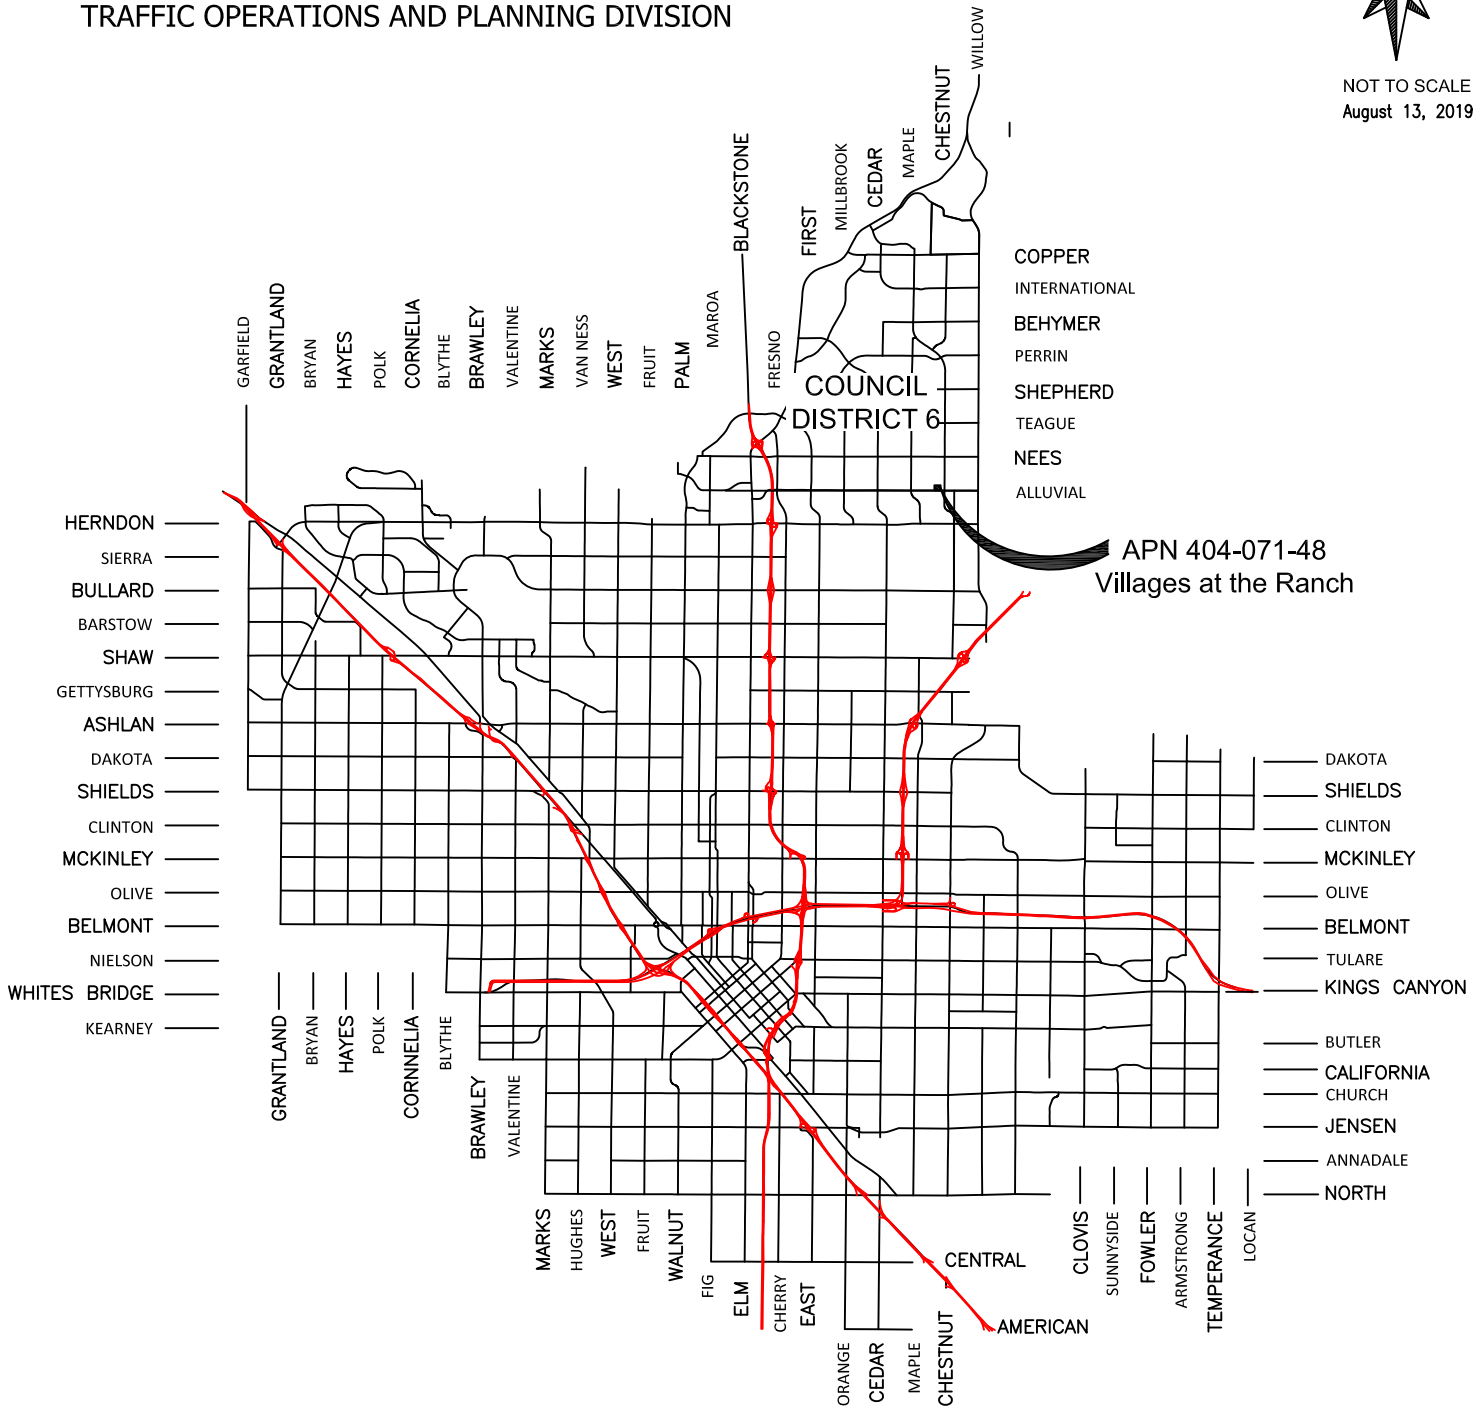 TRAFFIC OPERATIONS AND PLANNING DIVISION
NOT TO SCALE
August 13, 2019
WILLOW
CHESTNUT
MAPLE
CEDAR
MILLBROOK
FIRST
BLACKSTONE
FRESNO
MAROA
PALM
FRUIT
WEST
VAN NESS
MARKS
VALENTINE
BRAWLEY
BLYTHE
CORNELIA
POLK
HAYES
BRYAN
GRANTLAND
GARFIELD
COPPER
INTERNATIONAL
BEHYMER
PERRIN
SHEPHERD
TEAGUE
NEES
ALLUVIAL
COUNCIL
DISTRICT 6
APN 404-071-48
Villages at the Ranch
HERNDON
SIERRA
BULLARD
BARSTOW
SHAW
GETTYSBURG
ASHLAN
DAKOTA
SHIELDS
CLINTON
MCKINLEY
OLIVE
BELMONT
NIELSON
WHITES BRIDGE
KEARNEY
DAKOTA
SHIELDS
CLINTON
MCKINLEY
OLIVE
BELMONT
TULARE
KINGS CANYON
BUTLER
CALIFORNIA
CHURCH
JENSEN
ANNADALE
NORTH
GRANTLAND
BRYAN
HAYES
POLK
CORNNELIA
BLYTHE
BRAWLEY
VALENTINE
MARKS
HUGHES
WEST
FRUIT
WALNUT
FIG
ELM
CHERRY
EAST
ORANGE
CEDAR
MAPLE
CHESTNUT
CENTRAL
AMERICAN
CLOVIS
SUNNYSIDE
FOWLER
ARMSTRONG
TEMPERANCE
LOCAN